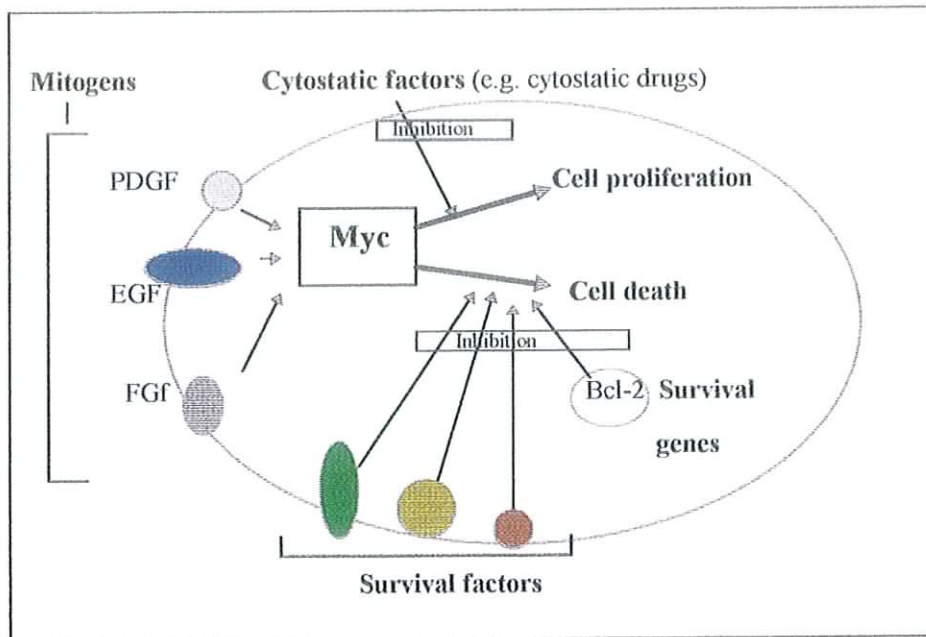 Mitogens
Cytostatic factors (e.g. cytostatic drugs)
Inhibition
PDGF
Cell proliferation
Myc
EGF
Cell death
Inhibition
FGf
Bcl-2 Survival
genes
Survival factors